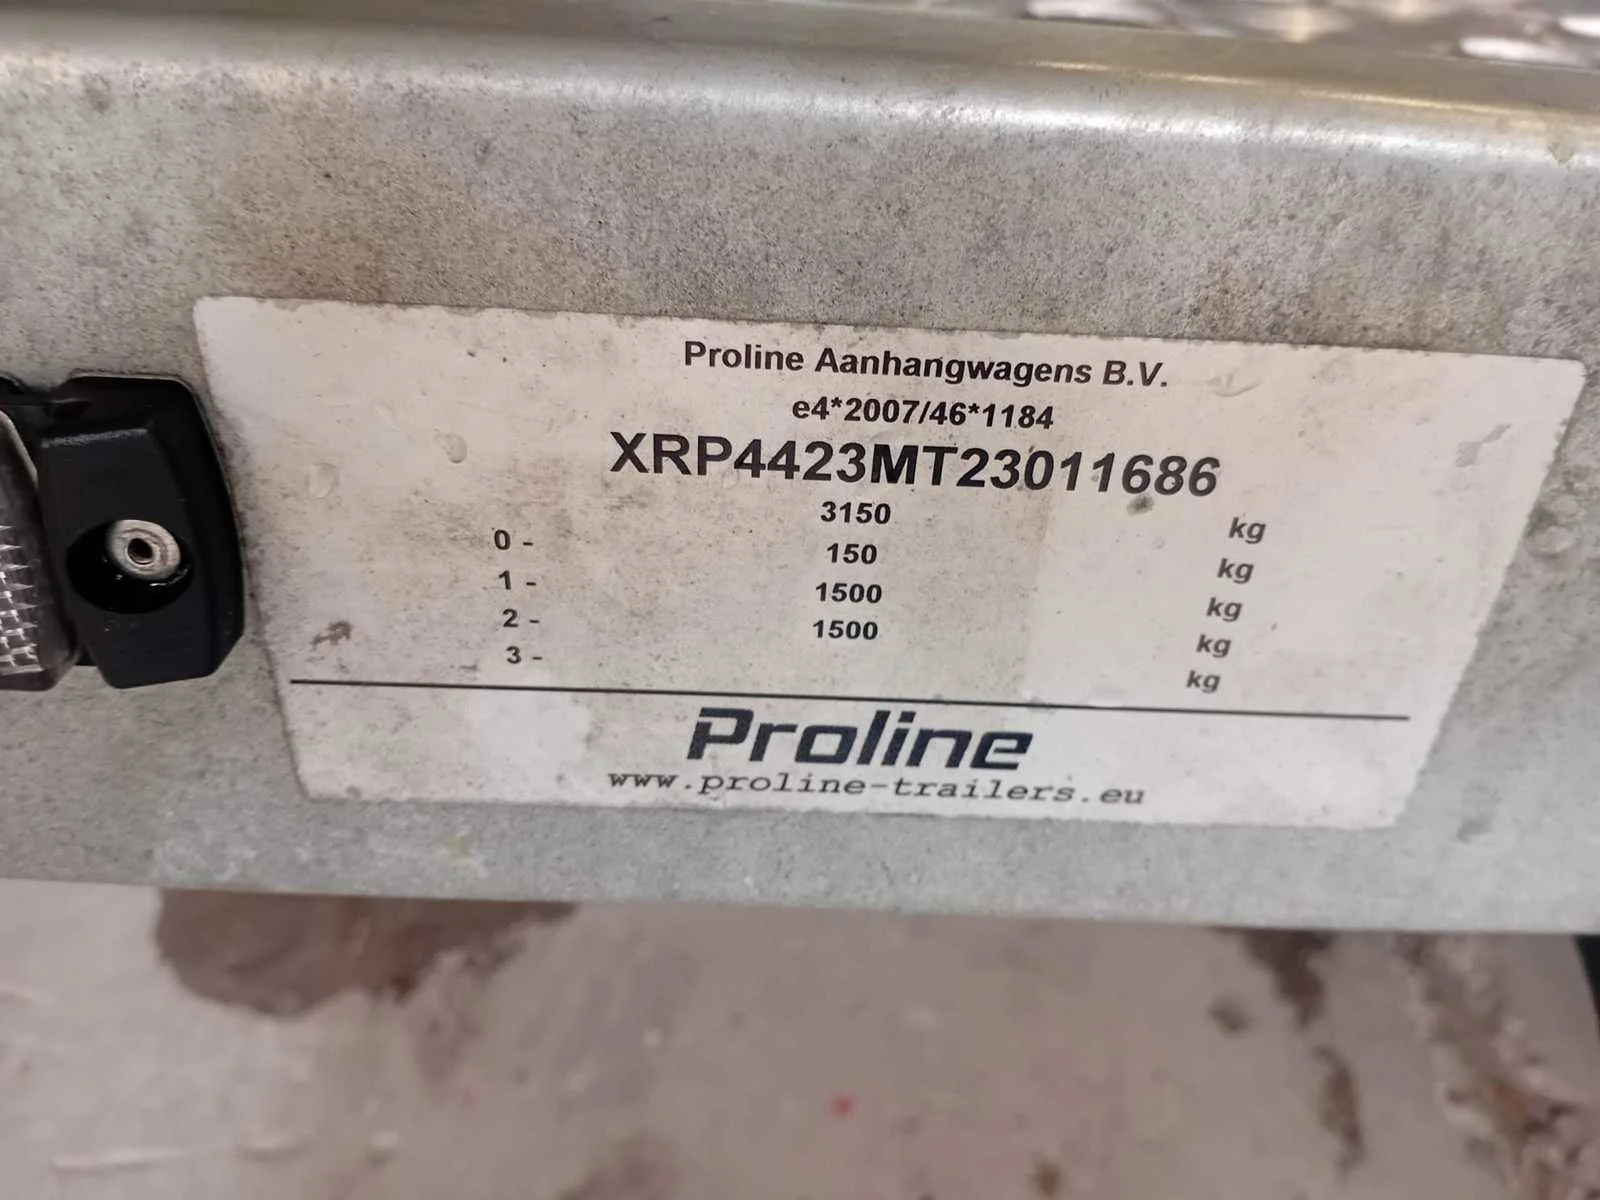 Proline Aanhangwagens B.V.
e4*2007/46*1184
XRP4423MT23011686
3150 kg
0 - 150 kg
1 - 1500 kg
2 - 1500 kg
3 - kg
Proline
www.proline-trailers.eu